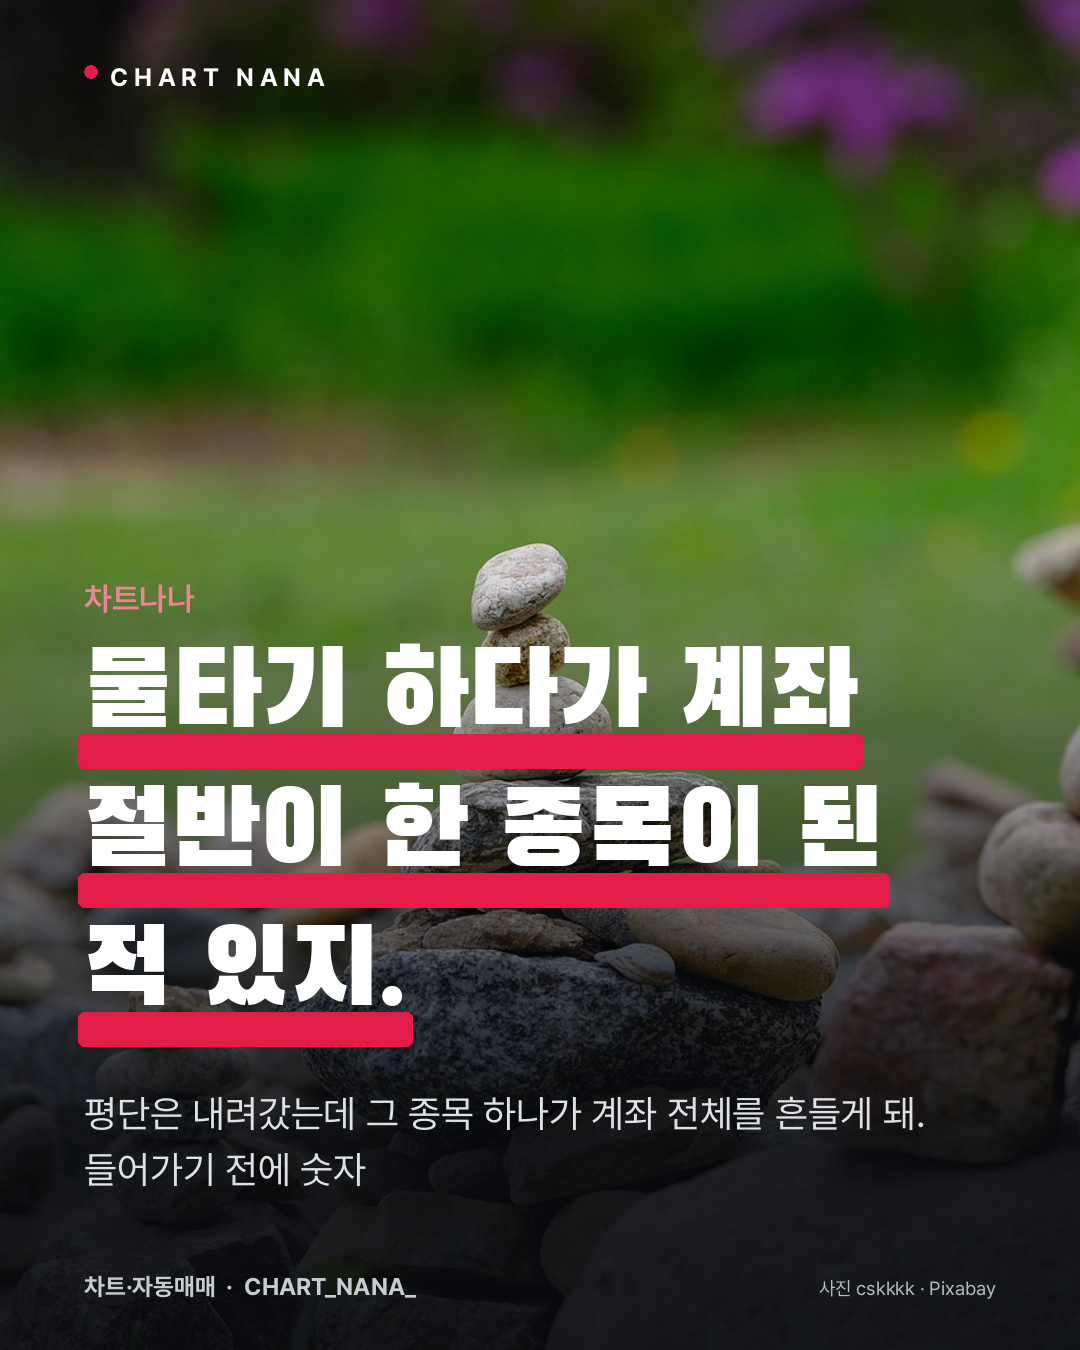 CHART NANA
차트나나
물타기 하다가 계좌
절반이 한 종목이 된
적 있지.
평단은 내려갔는데 그 종목 하나가 계좌 전체를 흔들게 돼.
들어가기 전에 숫자
차트·자동매매 · CHART_NANA_
사진 cskkkk · Pixabay